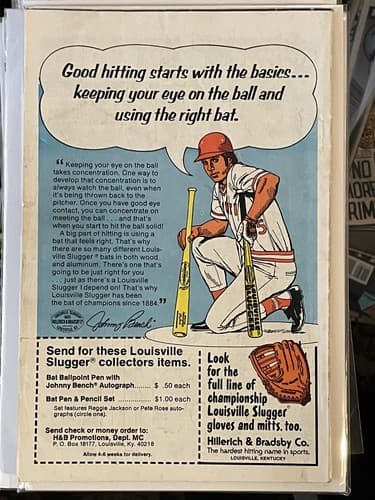 Good hitting starts with the basics...
keeping your eye on the ball and
using the right bat.
"Keeping your eye on the ball
takes concentration. One way to
develop that concentration is to
always watch the ball, even when
it's being thrown back to the
pitcher. Once you have good eye
contact, you can concentrate on
meeting the ball . . . and that's
when you start to hit the ball solid!
A big part of hitting is using a
bat that feels right. That's why
there are so many different Louis-
ville Slugger® bats in both wood
and aluminum. There's one that's
going to be just right for you
. . . just as there's a Louisville
Slugger I depend on! That's why
Louisville Slugger has been
the bat of champions since 1884."
Johnny Bench
5
Send for these Louisville
Slugger® collectors items.
Bat Ballpoint Pen with
Johnny Bench® Autograph....... $ .50 each
Bat Pen & Pencil Set ................ $1.00 each
Set features Reggie Jackson or Pete Rose auto-
graphs (circle one).
Send check or money order to:
H&B Promotions, Dept. MC
P. O. Box 18177, Louisville, Ky. 40218
Allow 4-6 weeks for delivery.
Look
for the
full line of
championship
Louisville Slugger®
gloves and mitts, too.
Hillerich & Bradsby Co.
The hardest hitting name in sports.
LOUISVILLE, KENTUCKY
NO
MORE